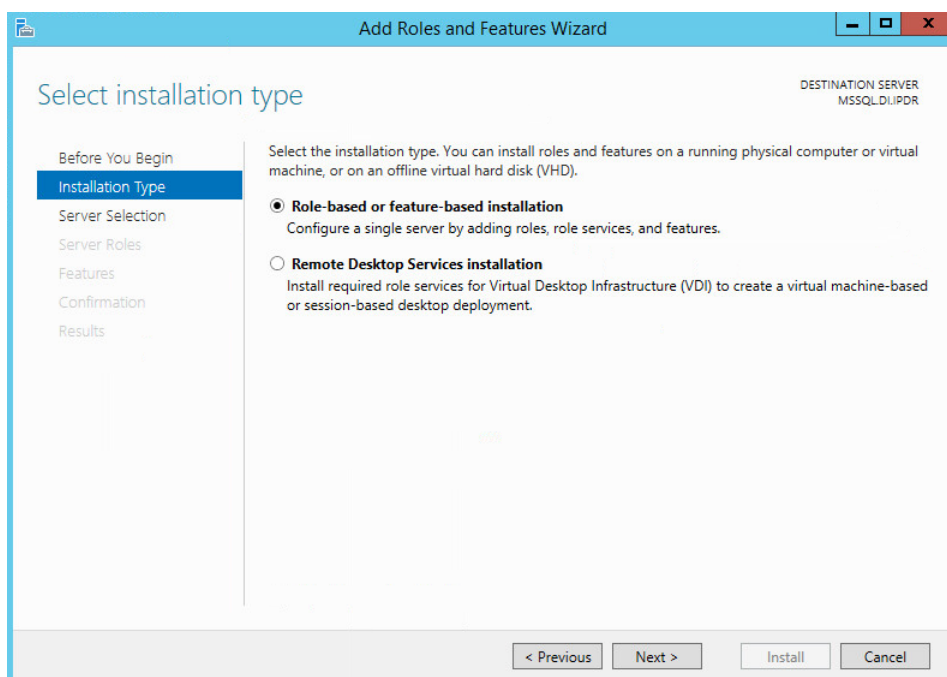 Add Roles and Features Wizard
Select installation type
DESTINATION SERVER
MSSQL.DI.IPDR
Before You Begin
Installation Type
Server Selection
Server Roles
Features
Confirmation
Results
Select the installation type. You can install roles and features on a running physical computer or virtual
machine, or on an offline virtual hard disk (VHD).
Role-based or feature-based installation
Configure a single server by adding roles, role services, and features.
Remote Desktop Services installation
Install required role services for Virtual Desktop Infrastructure (VDI) to create a virtual machine-based
or session-based desktop deployment.
< Previous
Next >
Install
Cancel